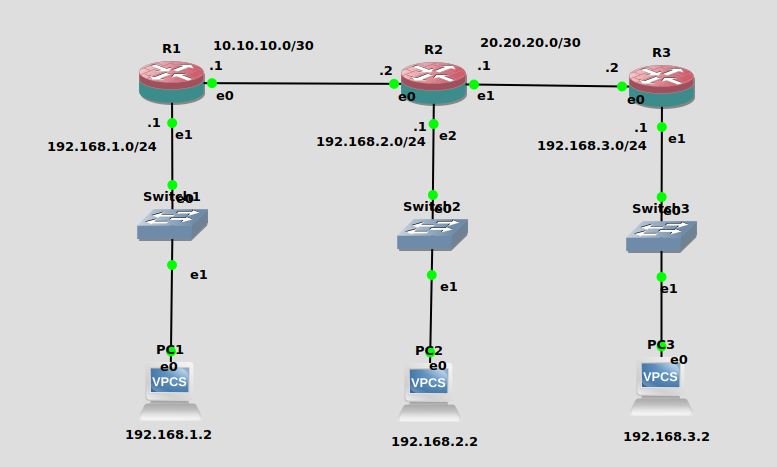 R1
10.10.10.0/30
R2
20.20.20.0/30
R3
.1
e0
.2
e0
.1
e1
.2
e0
.1
e1
192.168.1.0/24
.1
e2
192.168.2.0/24
.1
e1
192.168.3.0/24
Switch1
e0
Switch2
e0
Switch3
e0
e1
e1
e1
PC1
e0
VPCS
192.168.1.2
PC2
e0
VPCS
192.168.2.2
PC3
e0
VPCS
192.168.3.2